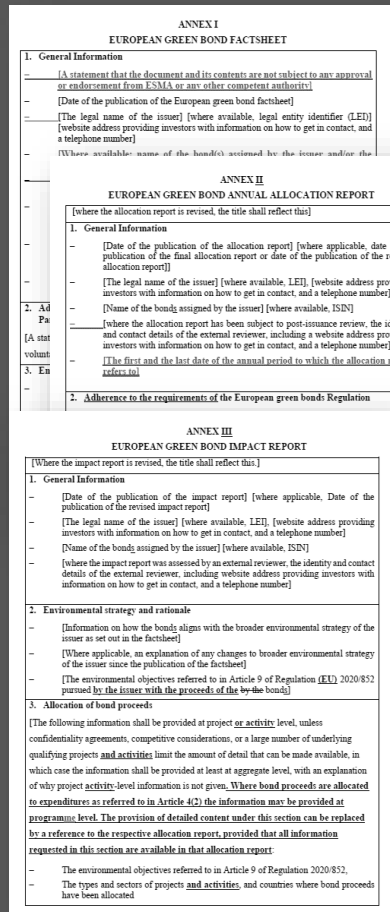 ANNEX I
EUROPEAN GREEN BOND FACTSHEET
1. General Information
– [A statement that the document and its contents are not subject to any approval
or endorsement from ESMA or any other competent authority]
– [Date of the publication of the European green bond factsheet]
– [The legal name of the issuer] [where available, legal entity identifier (LEI)]
[website address providing investors with information on how to get in contact, and
a telephone number]
[Where available: name of the bond(s) assigned by the issuer and/or the
–
–
–
–
2. Ad
Pa
[A stat
volunt
3. En
–
ANNEX II
EUROPEAN GREEN BOND ANNUAL ALLOCATION REPORT
[where the allocation report is revised, the title shall reflect this]
1. General Information
– [Date of the publication of the allocation report] [where applicable, date
publication of the final allocation report or date of the publication of the r
allocation report]]
– [The legal name of the issuer] [where available, LEI], [website address pro
investors with information on how to get in contact, and a telephone number]
– [Name of the bonds assigned by the issuer] [where available, ISIN]
– [where the allocation report has been subject to post-issuance review, the id
and contact details of the external reviewer, including a website address prov
investors with information on how to get in contact, and a telephone number]
– [The first and the last date of the annual period to which the allocation r
refers to]
2. Adherence to the requirements of the European green bonds Regulation
ANNEX III
EUROPEAN GREEN BOND IMPACT REPORT
[Where the impact report is revised, the title shall reflect this.]
1. General Information
– [Date of the publication of the impact report] [where applicable, Date of the
publication of the revised impact report]
– [The legal name of the issuer] [where available, LEI], [website address providing
investors with information on how to get in contact, and a telephone number]
– [Name of the bonds assigned by the issuer] [where available, ISIN]
– [where the impact report was assessed by an external reviewer, the identity and contact
details of the external reviewer, including website address providing investors with
information on how to get in contact, and a telephone number]
2. Environmental strategy and rationale
– [Information on how the bonds aligns with the broader environmental strategy of the
issuer as set out in the factsheet]
– [Where applicable, an explanation of any changes to broader environmental strategy
of the issuer since the publication of the factsheet]
– [The environmental objectives referred to in Article 9 of Regulation (EU) 2020/852
pursued by the issuer with the proceeds of the by the bonds]
3. Allocation of bond proceeds
[The following information shall be provided at project or activity level, unless
confidentiality agreements, competitive considerations, or a large number of underlying
qualifying projects and activities limit the amount of detail that can be made available, in
which case the information shall be provided at least at aggregate level, with an explanation
of why project activity-level information is not given. Where bond proceeds are allocated
to expenditures as referred to in Article 4(2) the information may be provided at
programme level. The provision of detailed content under this section can be replaced
by a reference to the respective allocation report, provided that all information
requested in this section are available in that allocation report:
– The environmental objectives referred to in Article 9 of Regulation 2020/852,
– The types and sectors of projects and activities, and countries where bond proceeds
have been allocated